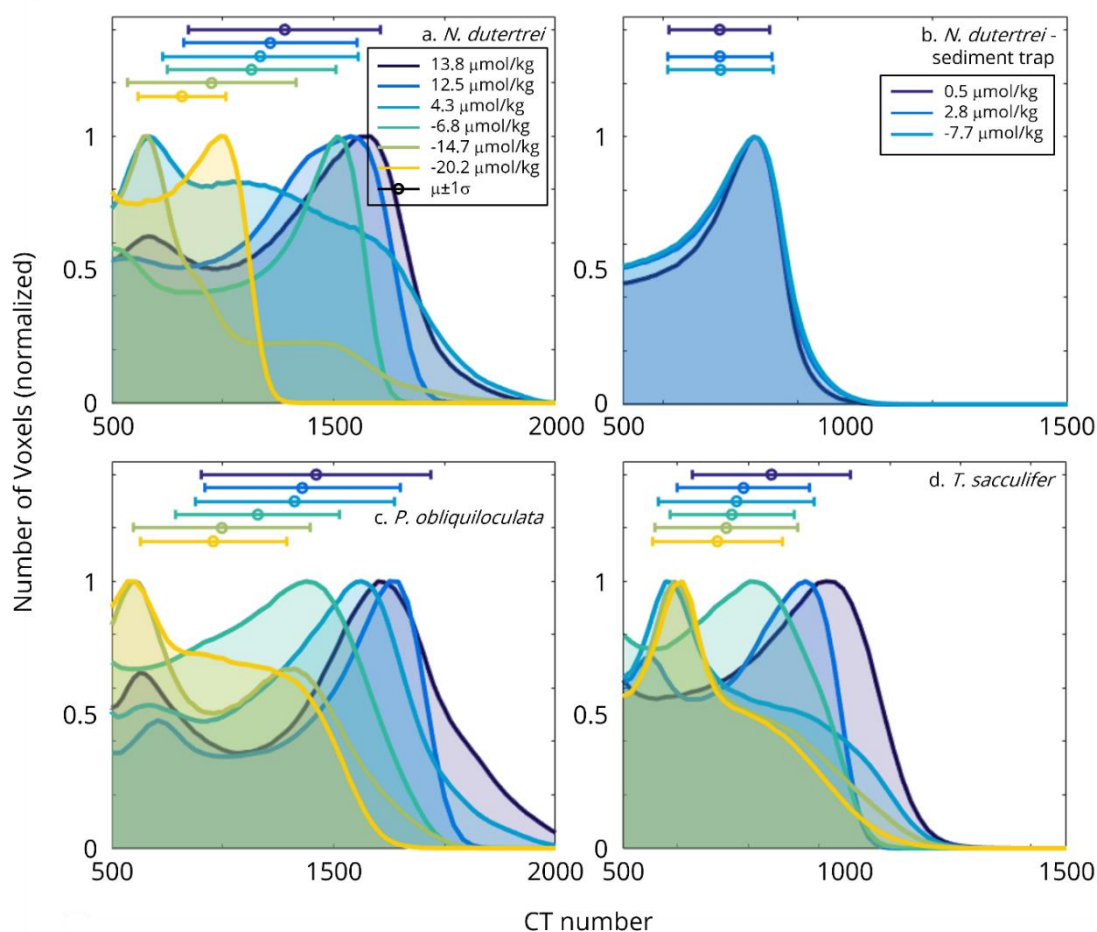 a. N. dutertrei
13.8 μmol/kg
12.5 μmol/kg
4.3 μmol/kg
-6.8 μmol/kg
-14.7 μmol/kg
-20.2 μmol/kg
μ±1σ
1
0.5
0
500
1500
2000
b. N. dutertrei -
sediment trap
0.5 μmol/kg
2.8 μmol/kg
-7.7 μmol/kg
1
0.5
0
500
1000
1500
Number of Voxels (normalized)
c. P. obliquiloculata
1
0.5
0
500
1500
2000
d. T. sacculifer
1
0.5
0
500
1000
1500
CT number